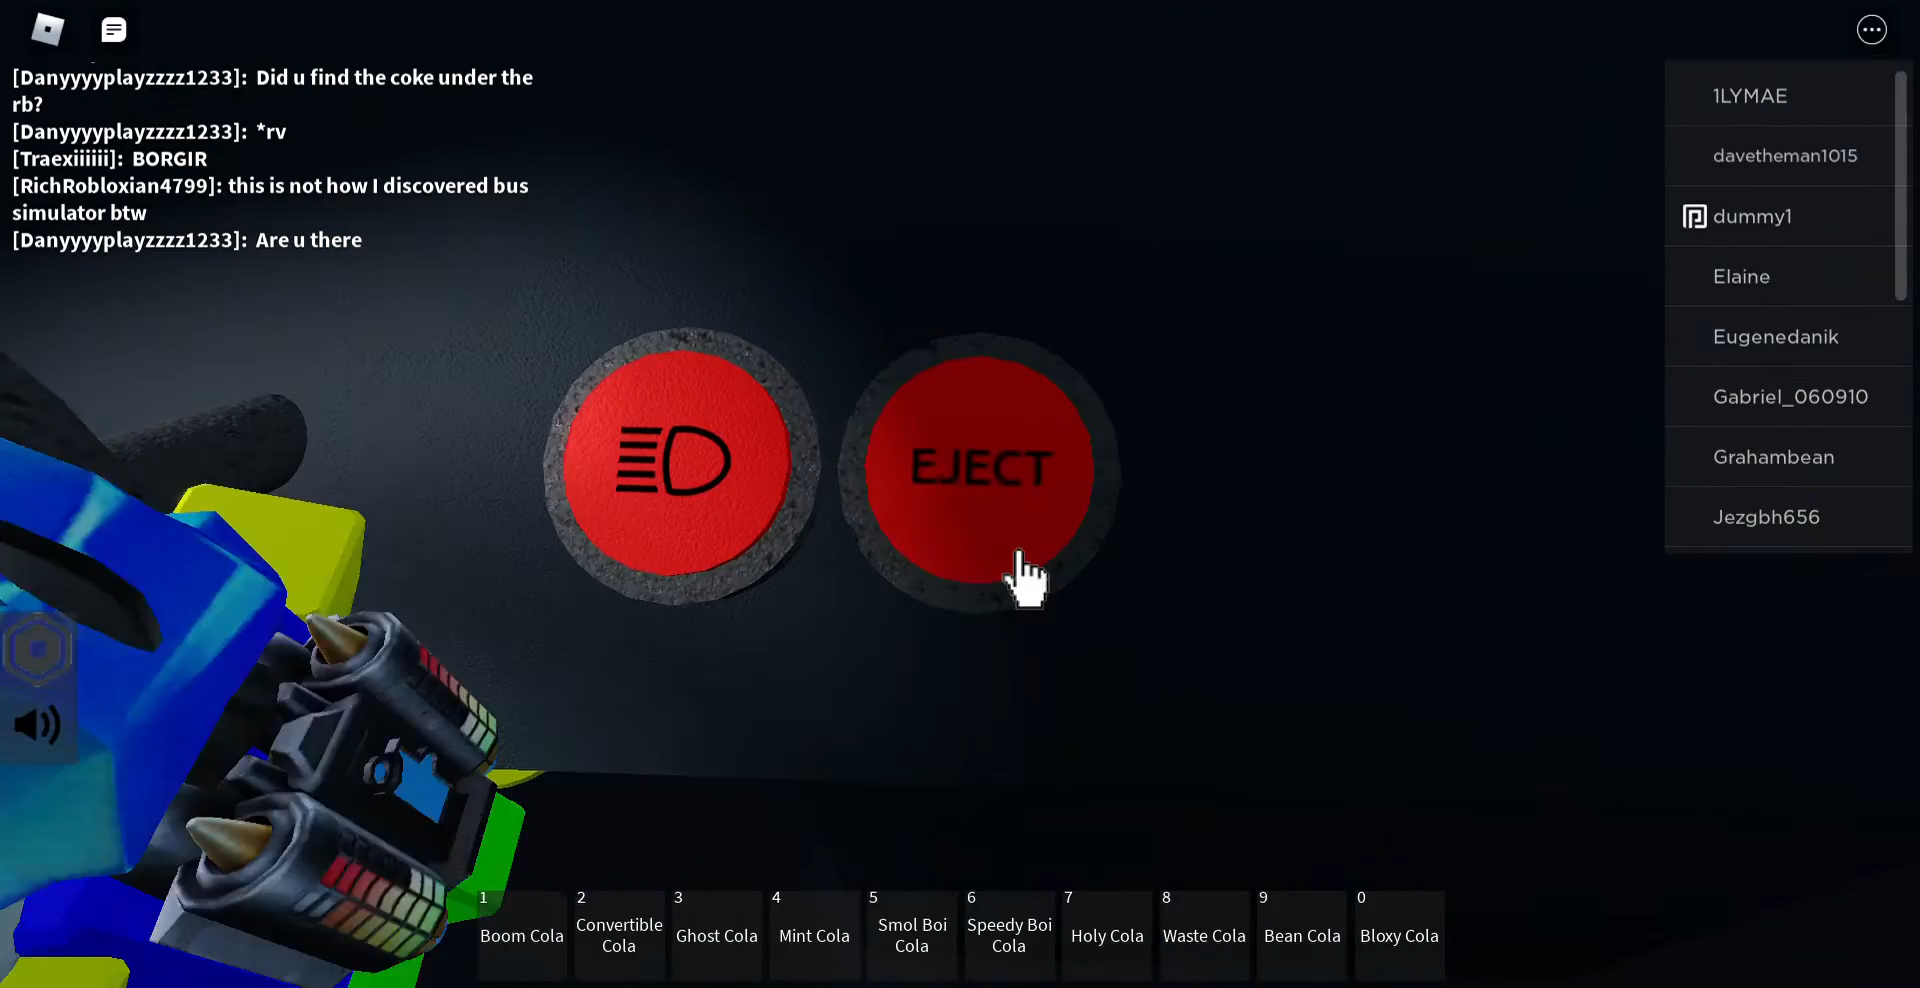 [Danyyyyplayzzzz1233]: Did u find the coke under the
rb?
[Danyyyyplayzzzz1233]: *rv
[Traexiiiiii]: BORGIR
[RichRobloxian4799]: this is not how I discovered bus
simulator btw
[Danyyyyplayzzzz1233]: Are u there
1LYMAE
davetheman1015
dummy1
Elaine
Eugenedanik
Gabriel_060910
Grahambean
Jezgbh656
EJECT
1
Boom Cola
2
Convertible
Cola
3
Ghost Cola
4
Mint Cola
5
Smol Boi
Cola
6
Speedy Boi
Cola
7
Holy Cola
8
Waste Cola
9
Bean Cola
0
Bloxy Cola